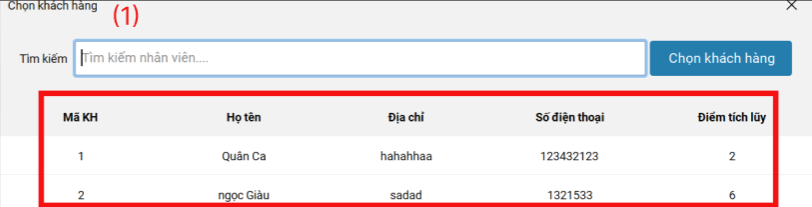 Chọn khách hàng
(1)
Tìm kiếm Tìm kiếm nhân viên.... Chọn khách hàng
Mã KH Họ tên Địa chỉ Số điện thoại Điểm tích lũy
1 Quân Ca hahahhaa 123432123 2
2 ngọc Giàu sadad 1321533 6